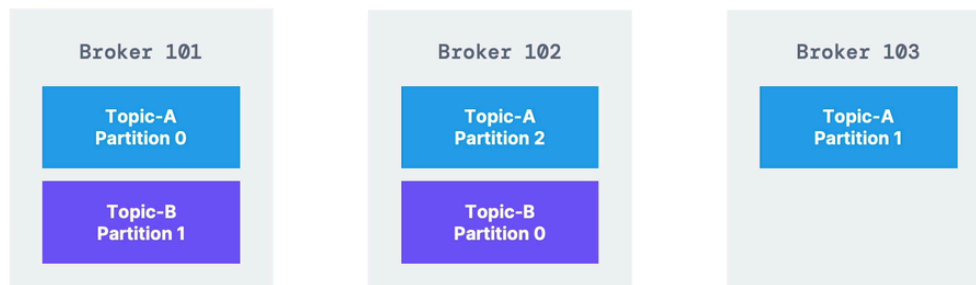 Broker 101
Topic-A
Partition 0
Topic-B
Partition 1
Broker 102
Topic-A
Partition 2
Topic-B
Partition 0
Broker 103
Topic-A
Partition 1